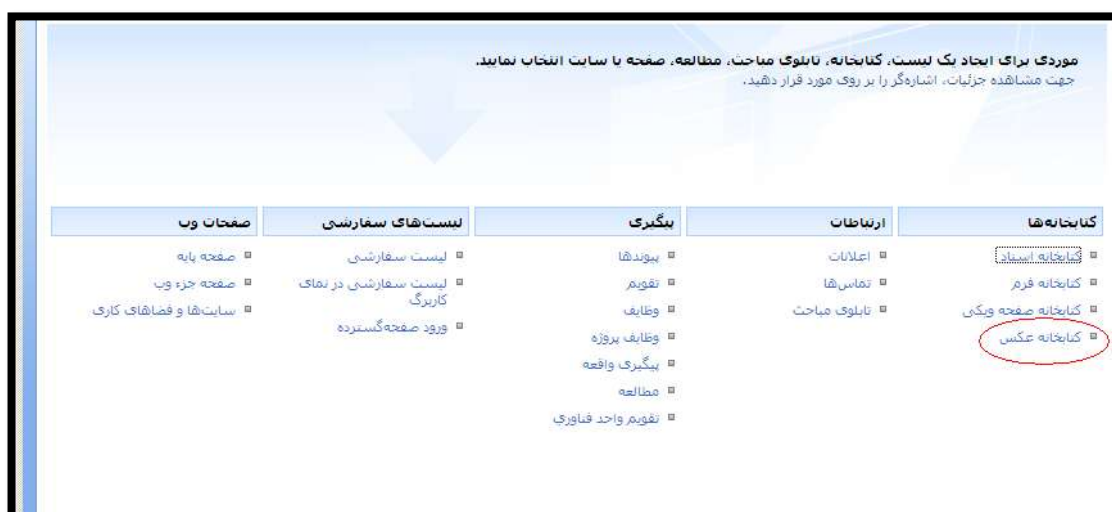 موردی برای ایجاد یک لیست، کتابخانه، تابلوی مباحث، مطالعه، صفحه یا سایت انتخاب نمایید.
جهت مشاهده جزئیات، اشاره‌گر را بر روی مورد قرار دهید.
کتابخانه‌ها
کتابخانه اسناد
کتابخانه فرم
کتابخانه صفحه ویکی
کتابخانه عکس
ارتباطات
اعلانات
تماس‌ها
تابلوی مباحث
پیگیری
پیوندها
تقویم
وظایف
وظایف پروژه
پیگیری واقعه
مطالعه
تقویم واحد فناوري
لیست‌های سفارشی
لیست سفارشی
لیست سفارشی در نمای
کاربرگ
ورود صفحه‌گسترده
صفحات وب
صفحه پایه
صفحه جزء وب
سایت‌ها و فضاهای کاری